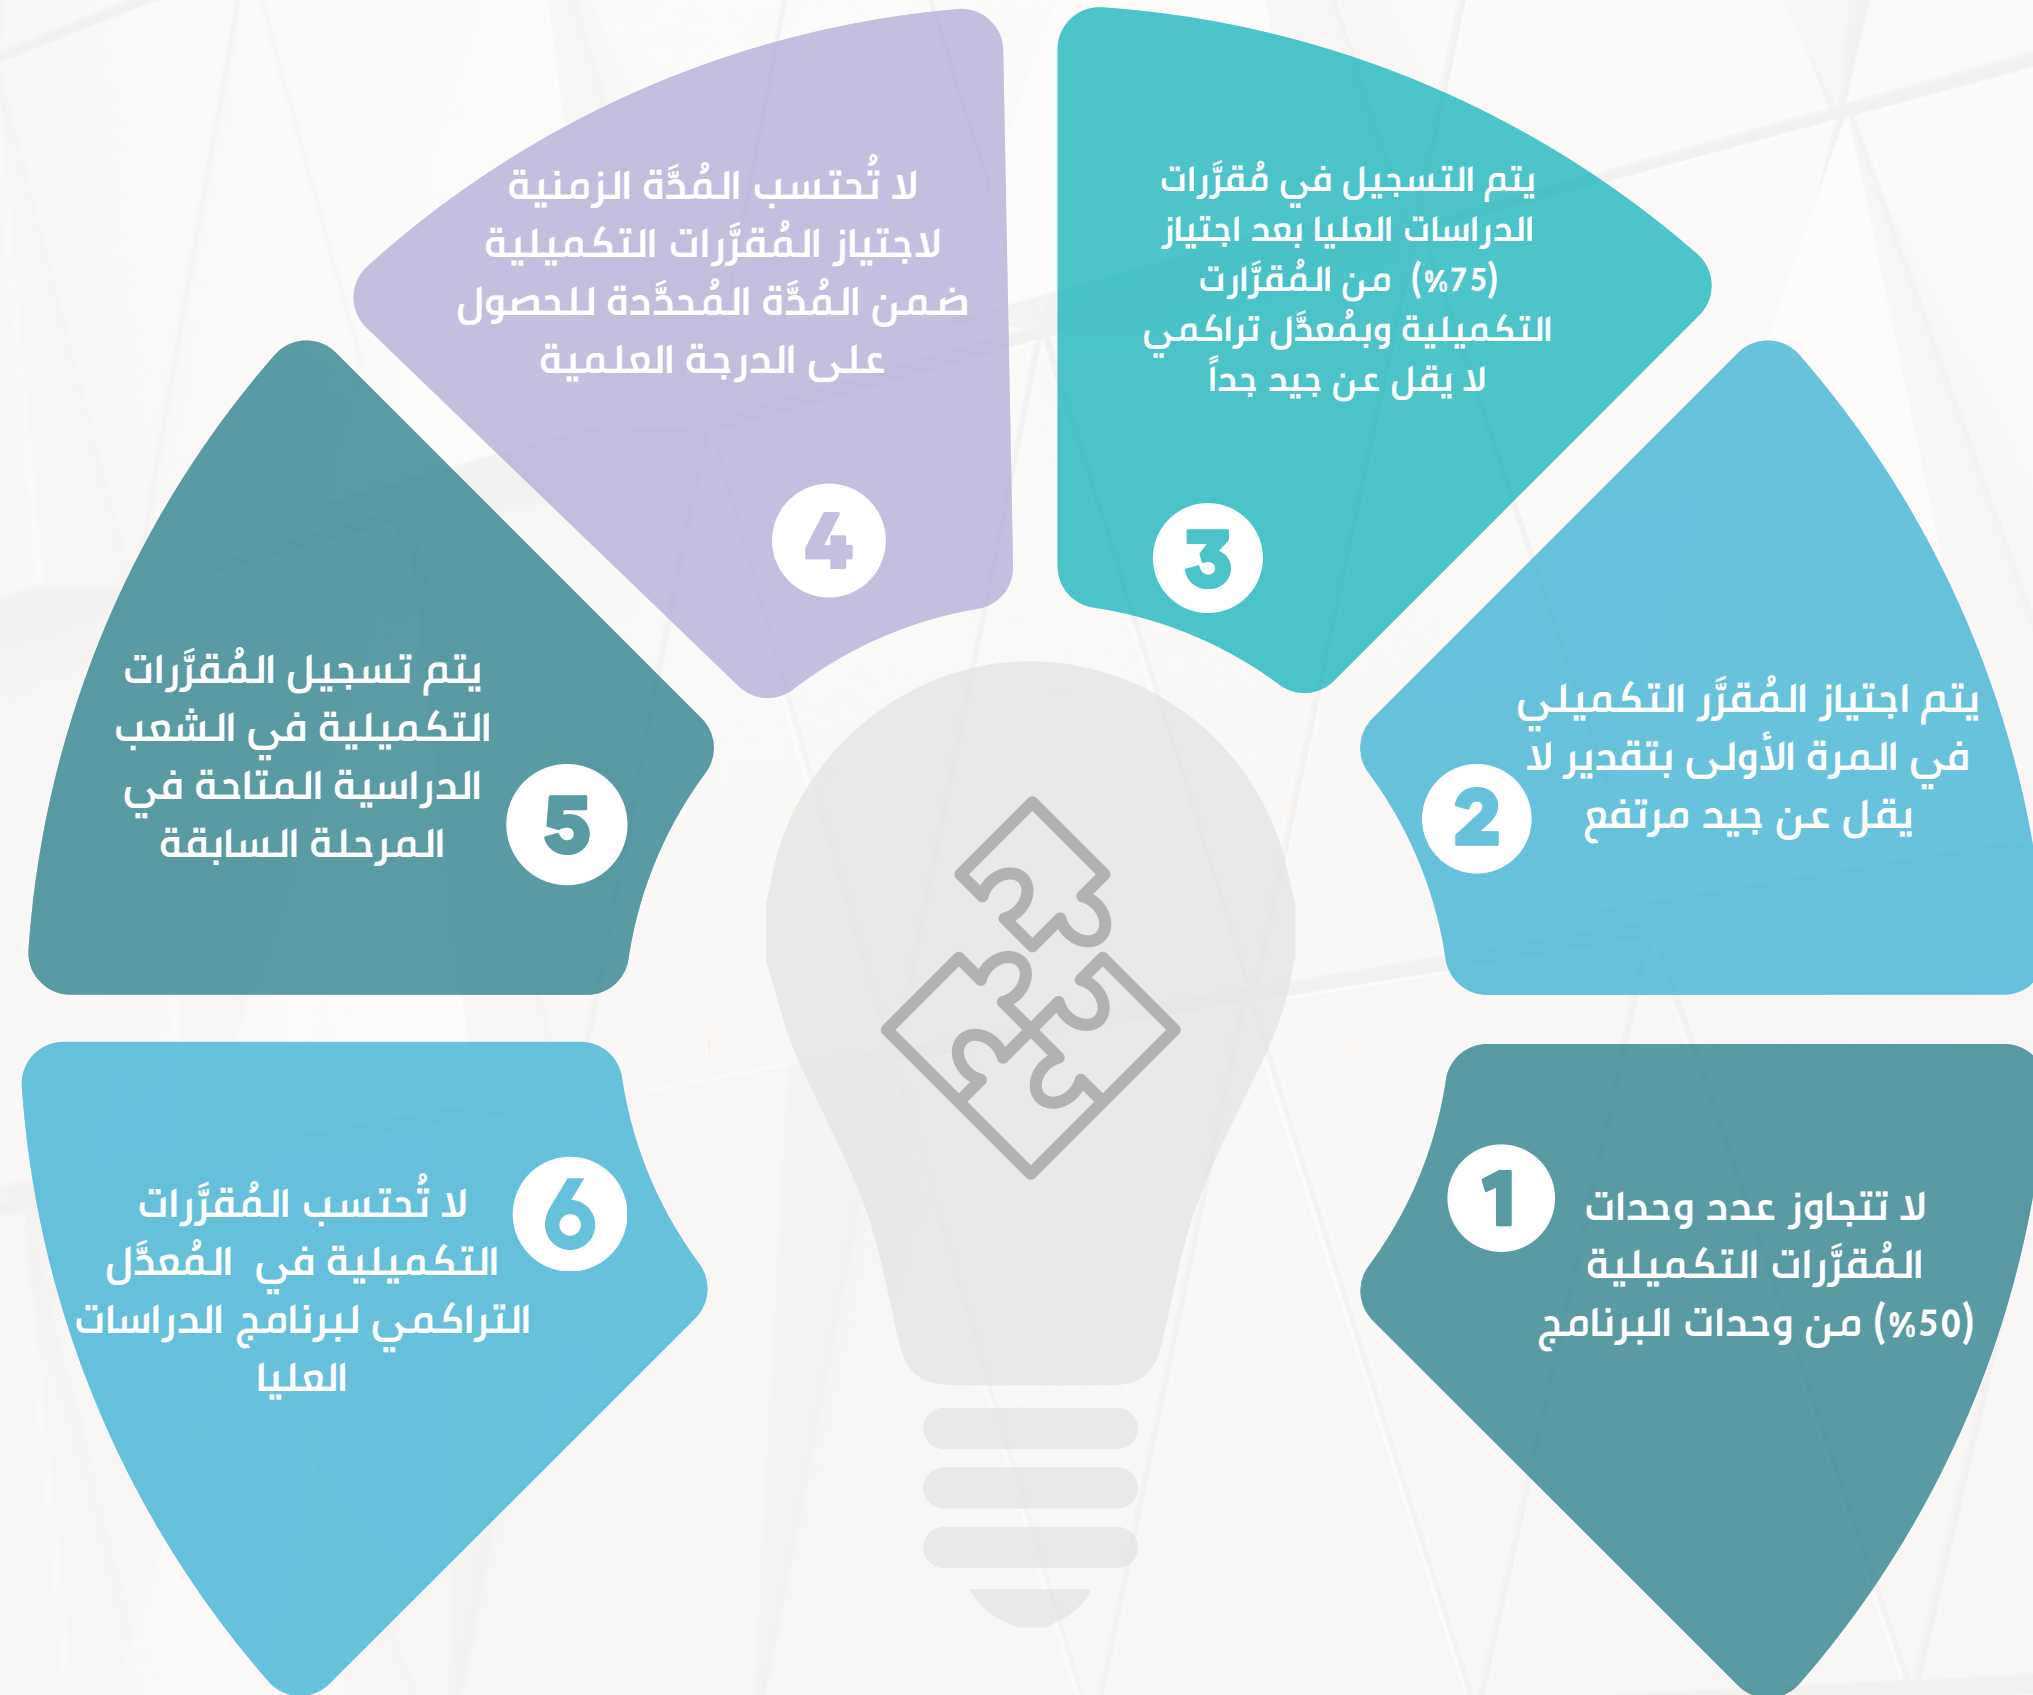 1
لا تتجاوز عدد وحدات
المُقرَّرات التكميلية
(50%) من وحدات البرنامج
2
يتم اجتياز المُقرَّر التكميلي
في المرة الأولى بتقدير لا
يقل عن جيد مرتفع
3
يتم التسجيل في مُقرَّرات
الدراسات العليا بعد اجتياز
(75%) من المُقرَّارت
التكميلية وبمُعدَّل تراكمي
لا يقل عن جيد جداً
4
لا تُحتسب المُدَّة الزمنية
لاجتياز المُقرَّرات التكميلية
ضمن المُدَّة المُحدَّدة للحصول
على الدرجة العلمية
5
يتم تسجيل المُقرَّرات
التكميلية في الشعب
الدراسية المتاحة في
المرحلة السابقة
6
لا تُحتسب المُقرَّرات
التكميلية في المُعدَّل
التراكمي لبرنامج الدراسات
العليا